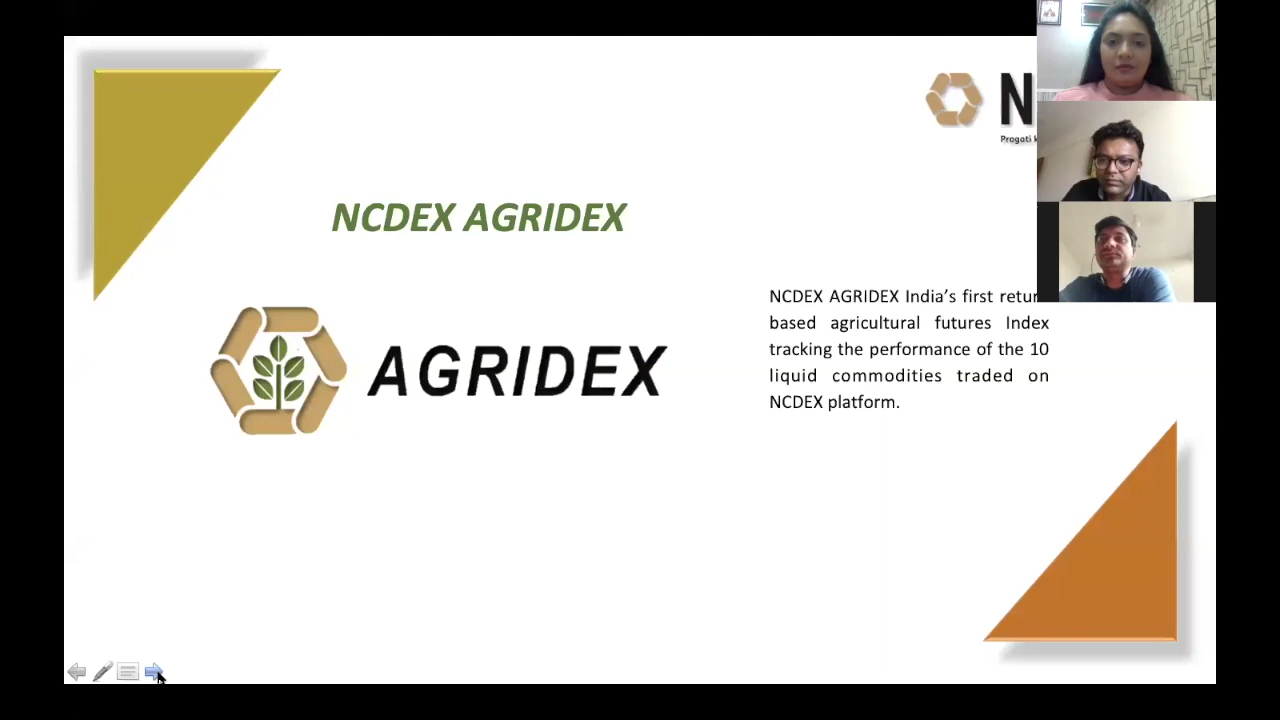 N
Pragati k
NCDEX AGRIDEX
AGRIDEX
NCDEX AGRIDEX India’s first retur
based agricultural futures Index
tracking the performance of the 10
liquid commodities traded on
NCDEX platform.